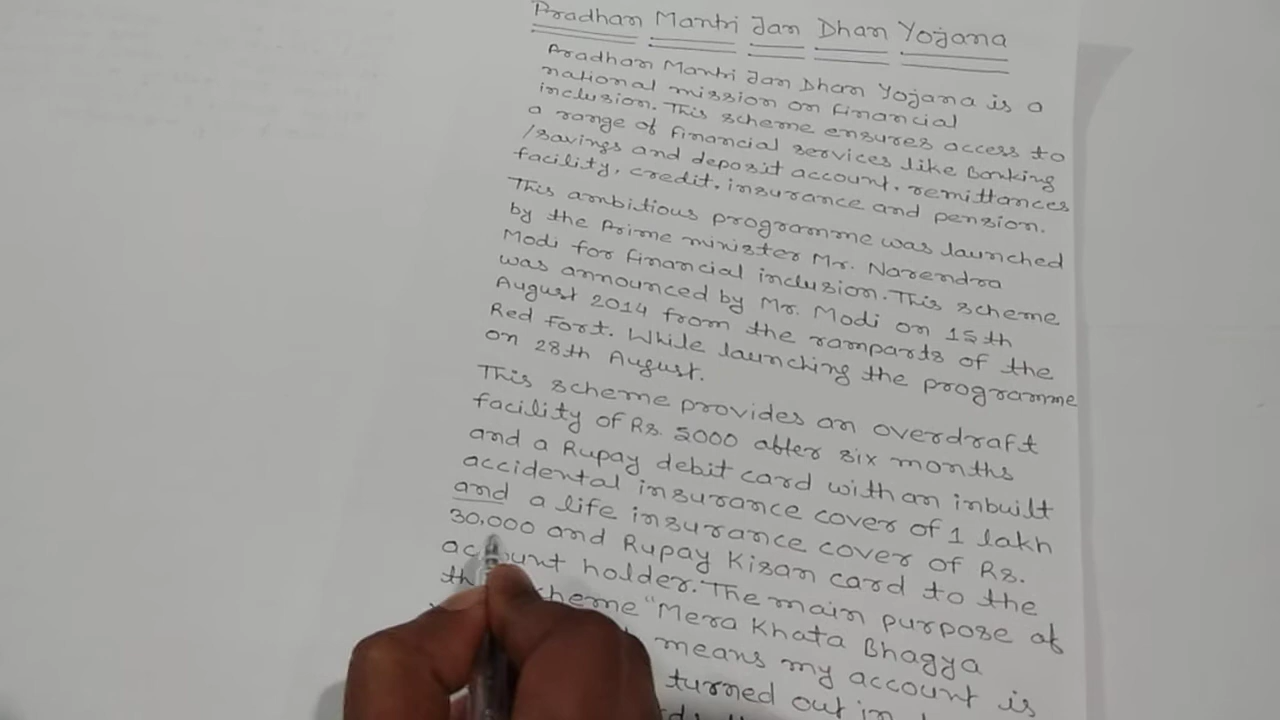 Pradhan Mantri Jan Dhan Yojana
Pradhan Mantri Jan Dhan Yojana is a
national mission on financial
inclusion. This scheme ensures access to
a range of financial services like Banking
/savings and deposit account, remittances
facility, credit, insurance and pension.
This ambitious programme was launched
by the Prime minister Mr. Narendra
Modi for financial inclusion. This scheme
was announced by Mr. Modi on 15th
August 2014 from the ramparts of the
Red Fort. While launching the programme
on 28th August.
This scheme provides an overdraft
facility of Rs. 5000 after six months
and a Rupay debit card with an inbuilt
accidental insurance cover of 1 lakh
and a life insurance cover of Rs.
30,000 and Rupay Kisan card to the
account holder. The main purpose of
scheme "Mera Khata Bhagya
means my account is
turned out in